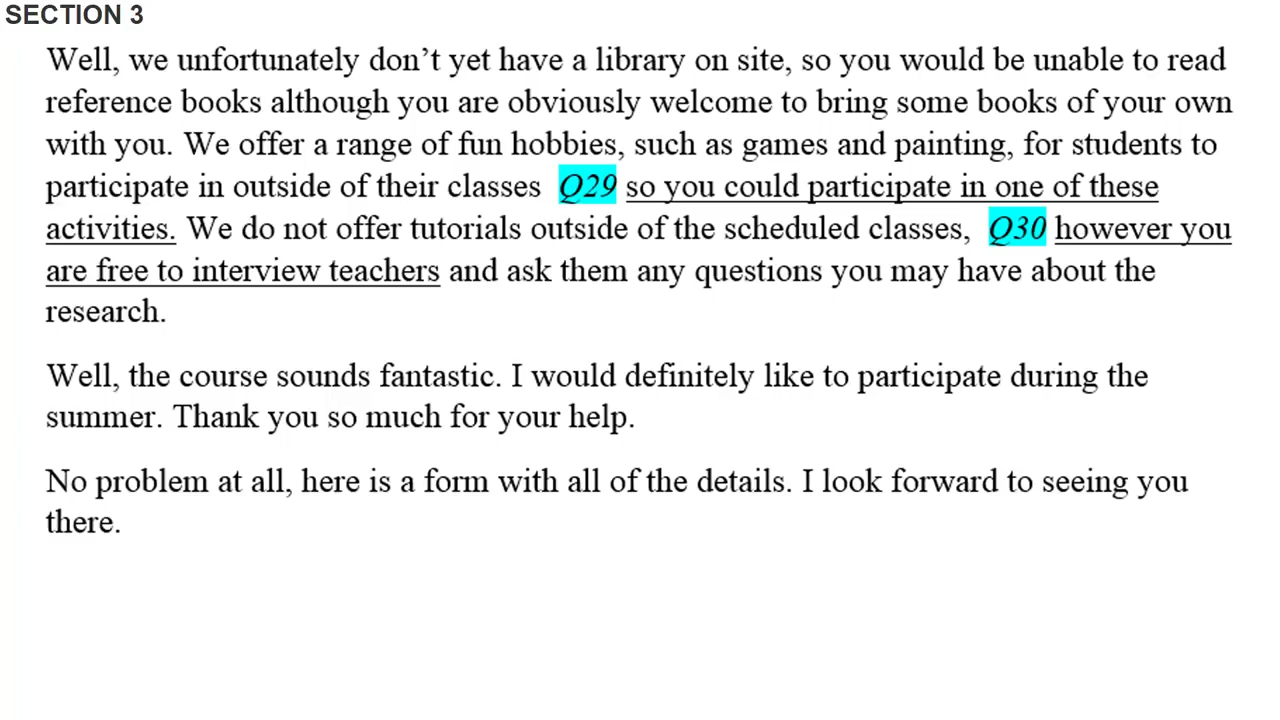 SECTION 3
Well, we unfortunately don’t yet have a library on site, so you would be unable to read
reference books although you are obviously welcome to bring some books of your own
with you. We offer a range of fun hobbies, such as games and painting, for students to
participate in outside of their classes Q29 so you could participate in one of these
activities. We do not offer tutorials outside of the scheduled classes, Q30 however you
are free to interview teachers and ask them any questions you may have about the
research.
Well, the course sounds fantastic. I would definitely like to participate during the
summer. Thank you so much for your help.
No problem at all, here is a form with all of the details. I look forward to seeing you
there.